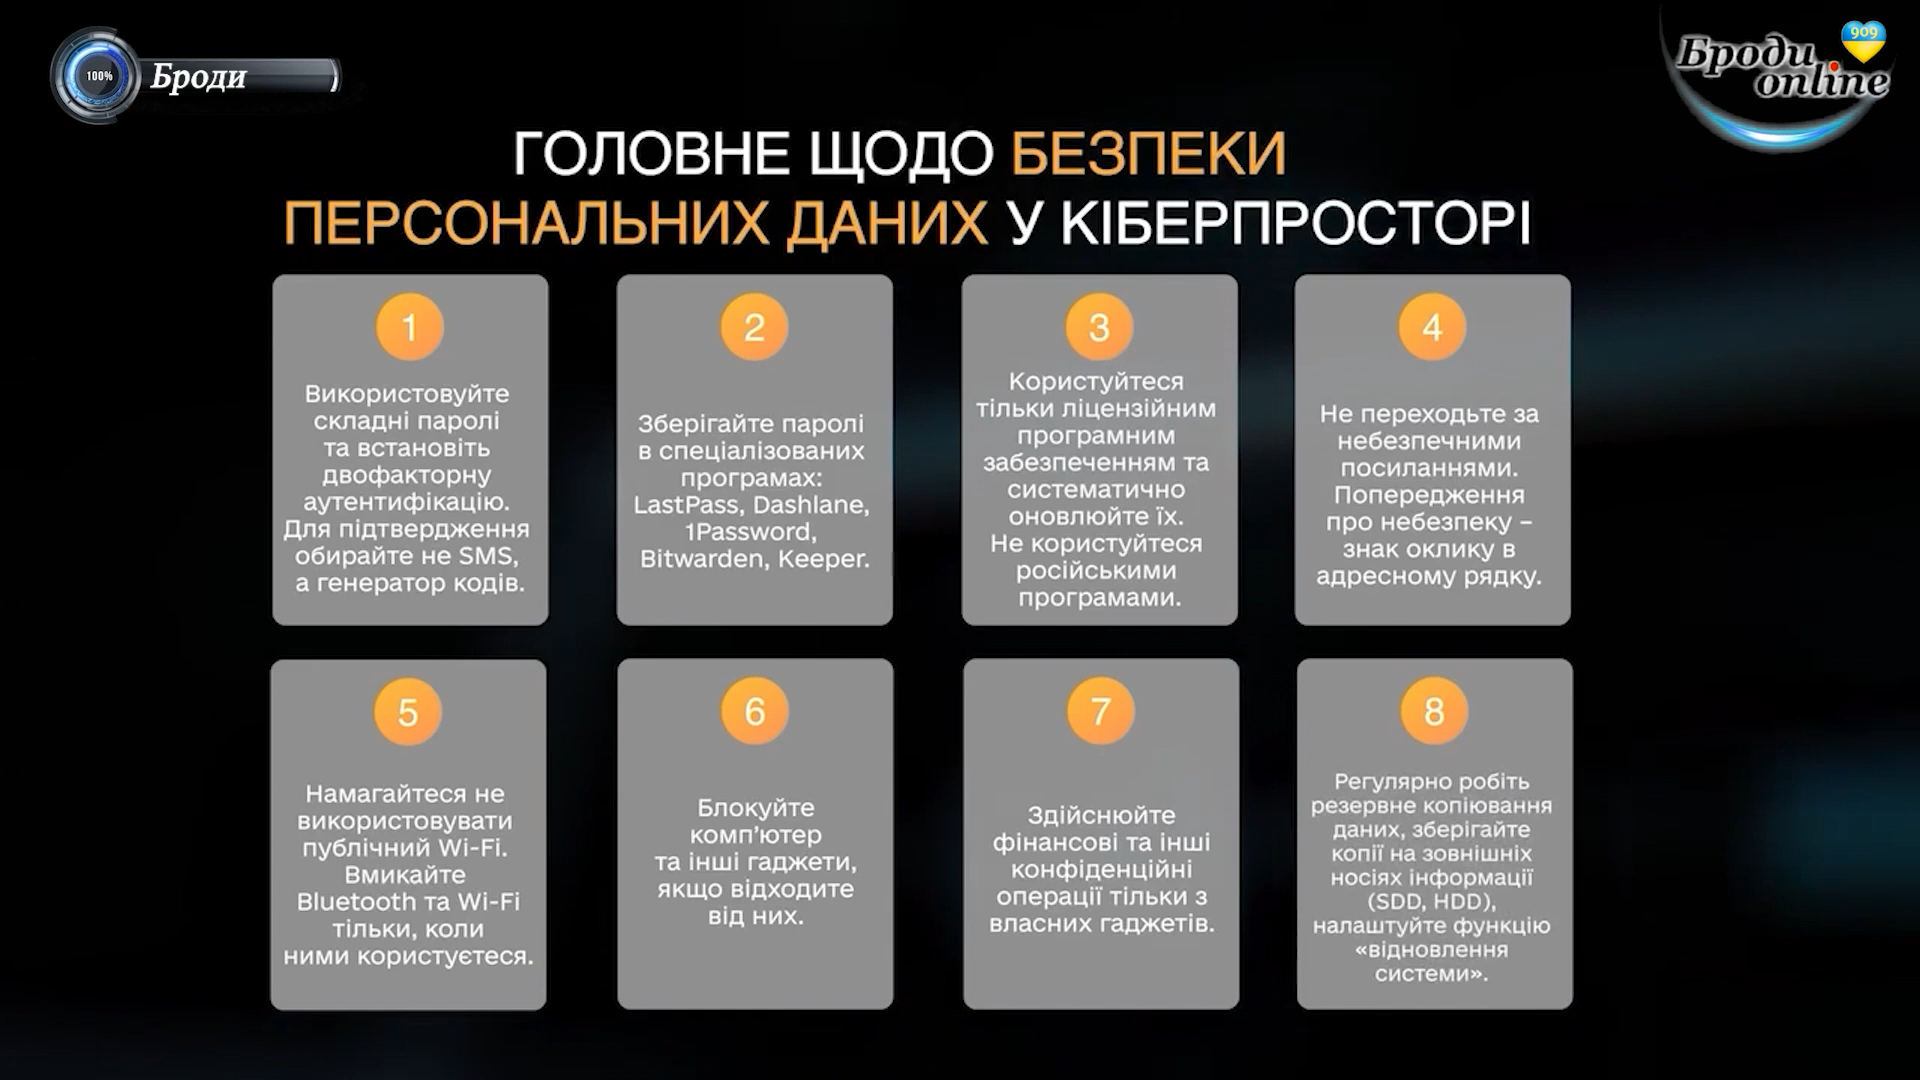 100%
Броди
Броди
online
909
ГОЛОВНЕ ЩОДО БЕЗПЕКИ
ПЕРСОНАЛЬНИХ ДАНИХ У КІБЕРПРОСТОРІ
1
Використовуйте
складні паролі
та встановіть
двофакторну
аутентифікацію.
Для підтвердження
обирайте не SMS,
а генератор кодів.
2
Зберігайте паролі
в спеціалізованих
програмах:
LastPass, Dashlane,
1Password,
Bitwarden, Keeper.
3
Користуйтеся
тільки ліцензійним
програмним
забезпеченням та
систематично
оновлюйте їх.
Не користуйтеся
російськими
програмами.
4
Не переходьте за
небезпечними
посиланнями.
Попередження
про небезпеку –
знак оклику в
адресному рядку.
5
Намагайтеся не
використовувати
публічний Wi-Fi.
Вмикайте
Bluetooth та Wi-Fi
тільки, коли
ними користуєтеся.
6
Блокуйте
комп’ютер
та інші гаджети,
якщо відходите
від них.
7
Здійснюйте
фінансові та інші
конфіденційні
операції тільки з
власних гаджетів.
8
Регулярно робіть
резервне копіювання
даних, зберігайте
копії на зовнішніх
носіях інформації
(SDD, HDD),
налаштуйте функцію
«відновлення
системи».